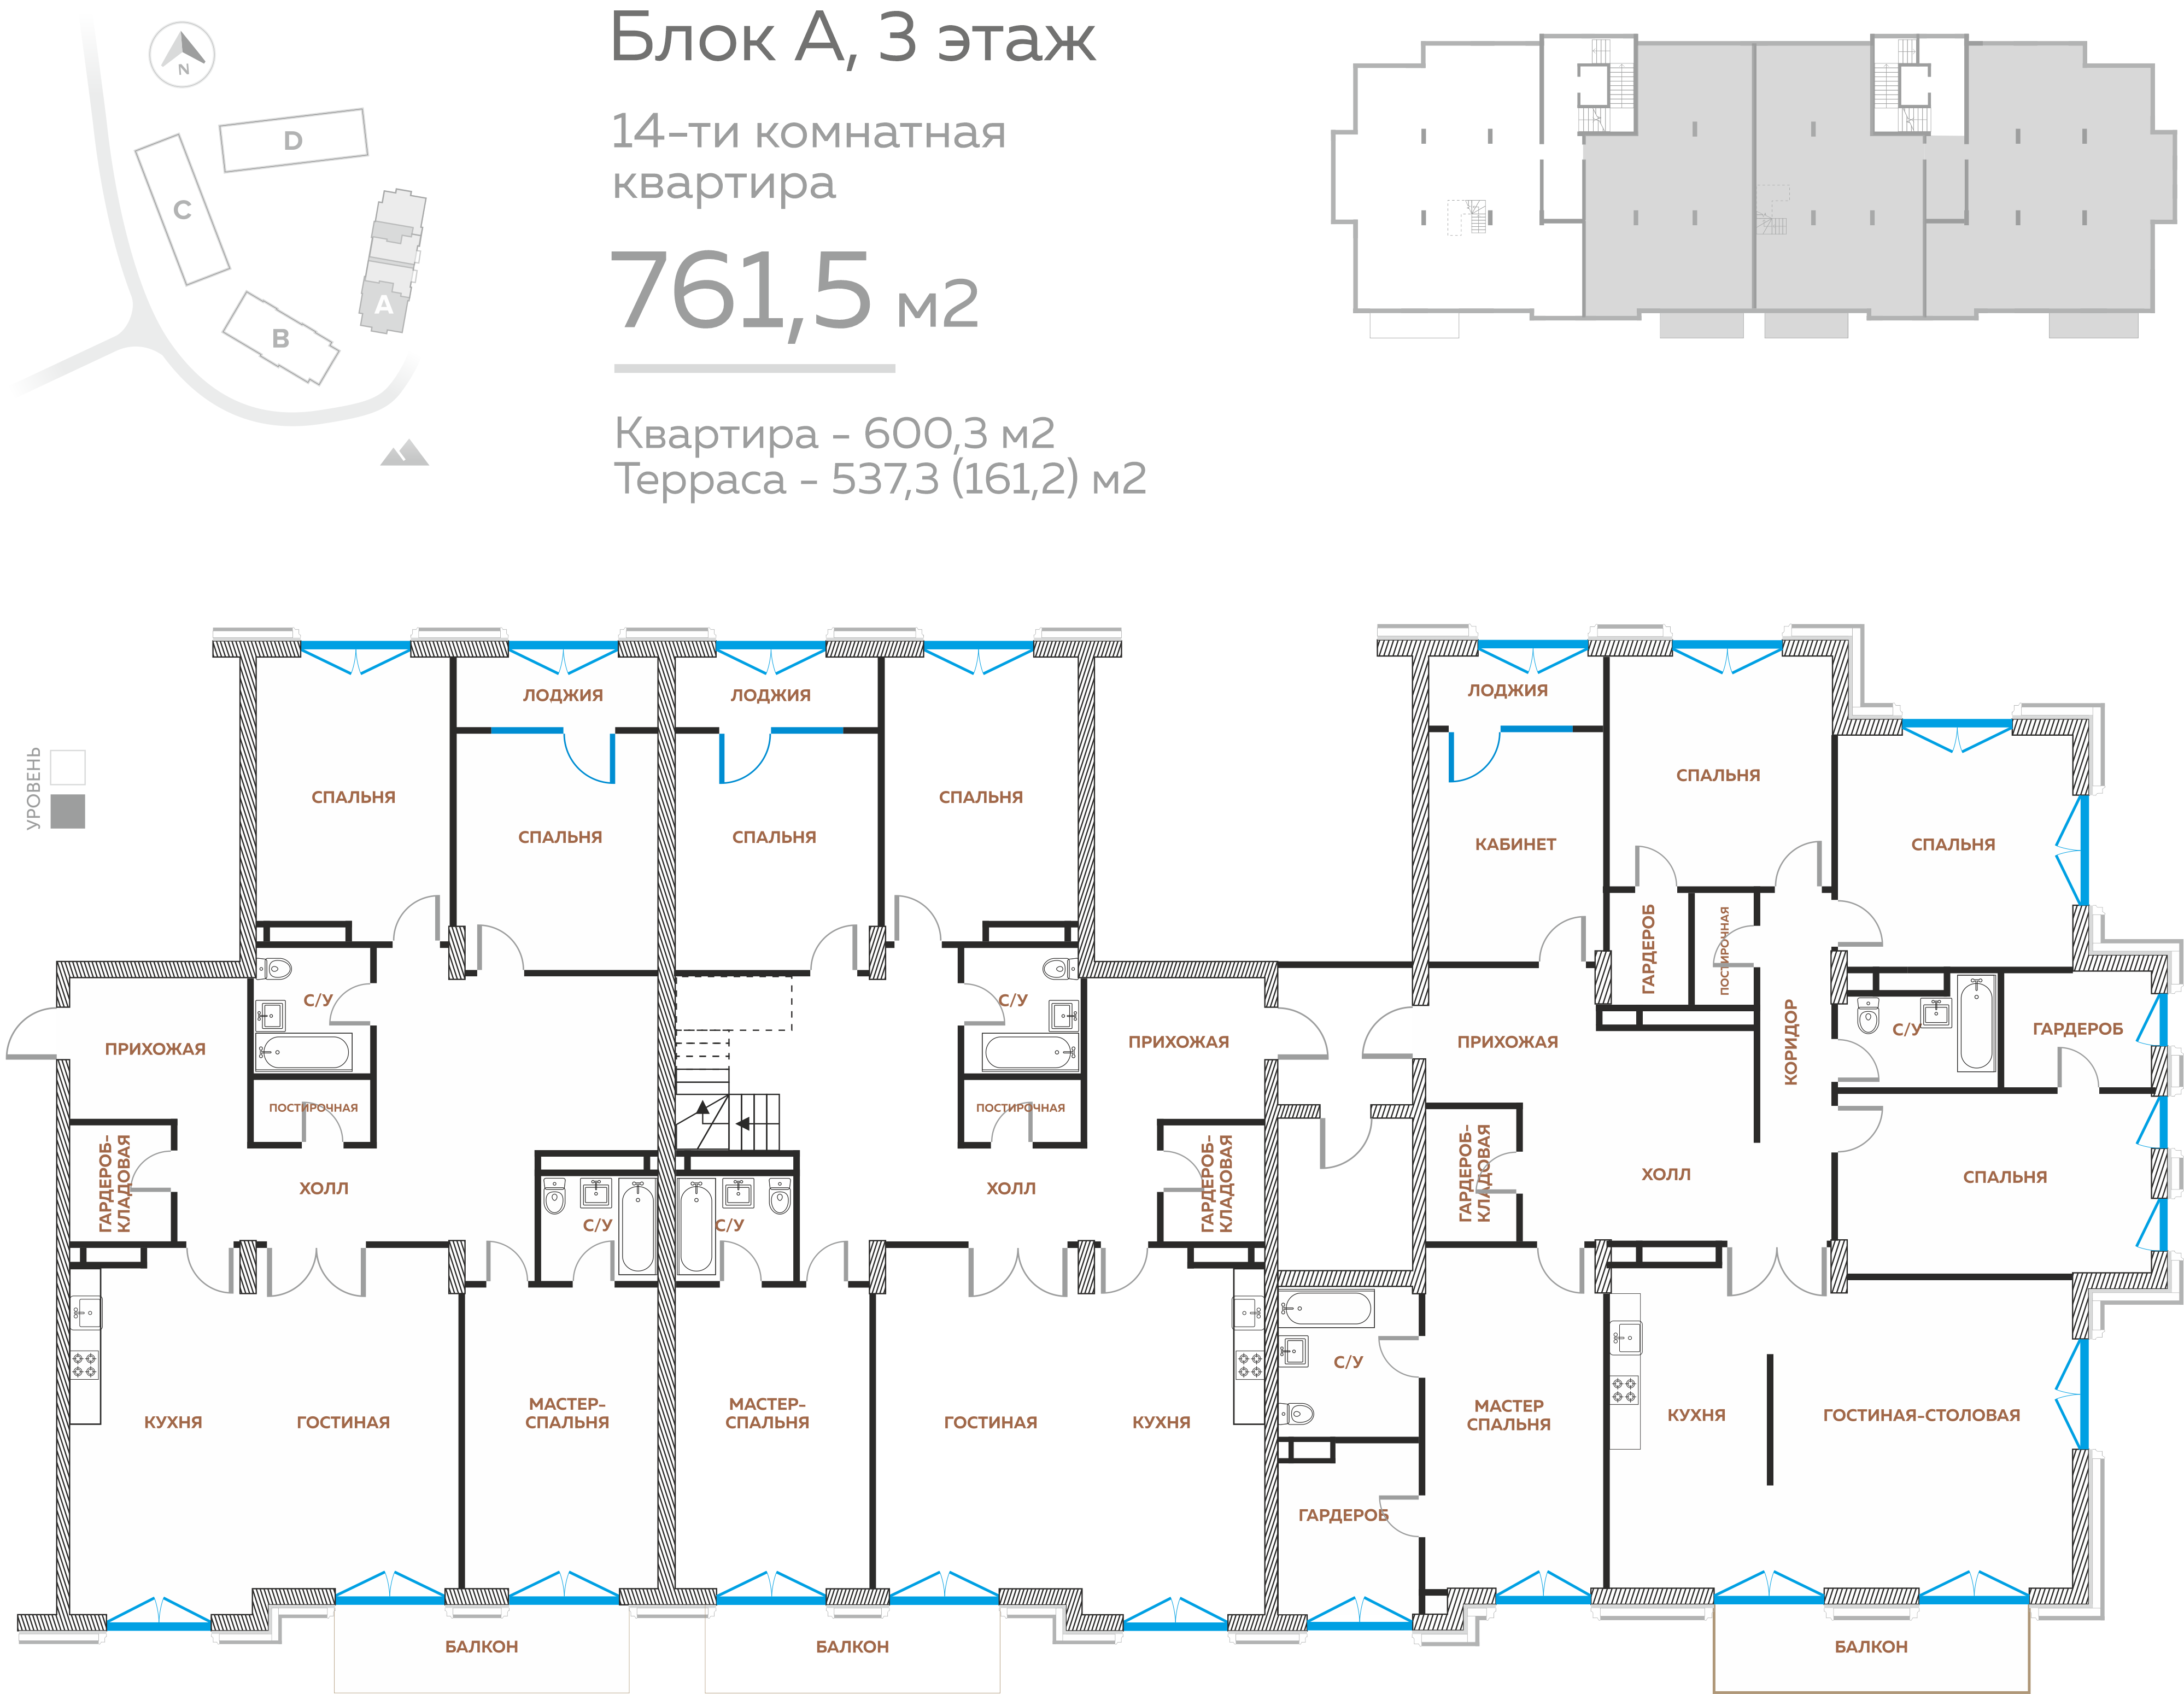 Блок А, 3 этаж
14-ти комнатная
квартира
761,5 м2
Квартира - 600,3 м2
Терраса - 537,3 (161,2) м2
N
D
C
A
B
УРОВЕНЬ
ЛОДЖИЯ
ЛОДЖИЯ
ЛОДЖИЯ
СПАЛЬНЯ
СПАЛЬНЯ
СПАЛЬНЯ
СПАЛЬНЯ
СПАЛЬНЯ
КАБИНЕТ
СПАЛЬНЯ
ГАРДЕРОБ
ПОСТИРОЧНАЯ
С/У
С/У
С/У
ГАРДЕРОБ
ПРИХОЖАЯ
ПРИХОЖАЯ
ПРИХОЖАЯ
КОРИДОР
ПОСТИРОЧНАЯ
ПОСТИРОЧНАЯ
ГАРДЕРОБ-
КЛАДОВАЯ
ХОЛЛ
ХОЛЛ
ГАРДЕРОБ-
КЛАДОВАЯ
ГАРДЕРОБ-
КЛАДОВАЯ
ХОЛЛ
СПАЛЬНЯ
С/У
С/У
С/У
КУХНЯ
ГОСТИНАЯ
МАСТЕР-
СПАЛЬНЯ
МАСТЕР-
СПАЛЬНЯ
ГОСТИНАЯ
КУХНЯ
МАСТЕР
СПАЛЬНЯ
КУХНЯ
ГОСТИНАЯ-СТОЛОВАЯ
ГАРДЕРОБ
БАЛКОН
БАЛКОН
БАЛКОН